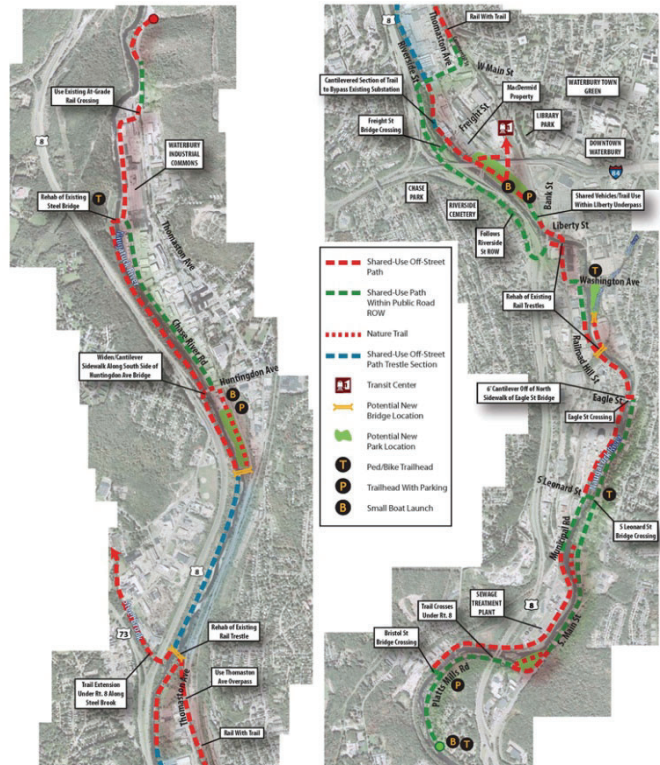 Use Existing At-Grade
Rail Crossing
8
WATERBURY
INDUSTRIAL
COMMONS
Rehab of Existing
Steel Bridge
T
Thomaston Ave
Chase River Rd
Widen/Cantilever
Sidewalk Along South Side of
Huntingdon Ave Bridge
Huntingdon Ave
B
P
8
73
Rehab of Existing
Rail Trestle
Trail Extension
Under Rt. 8 Along
Steel Brook
Use Thomaston
Ave Overpass
Thomaston Ave
Rail With Trail
8
Riverside St
Thomaston Ave
Rail With Trail
W Main St
Cantilevered Section of Trail
to Bypass Existing Substation
MacDermid
Property
WATERBURY TOWN
GREEN
Freight St
Freight St
Bridge Crossing
LIBRARY
PARK
DOWNTOWN
WATERBURY
84
CHASE
PARK
RIVERSIDE
CEMETERY
B
P
Bank St
Shared Vehicles/Trail Use
Within Liberty Underpass
Follows
Riverside
St ROW
Liberty St
T
Washington Ave
Rehab of Existing
Rail Trestles
Railroad Hill St
6' Cantilever Off of North
Sidewalk of Eagle St Bridge
Eagle St
Eagle St Crossing
S Leonard St
T
Municipal Rd
S Leonard St
Bridge Crossing
SEWAGE
TREATMENT
PLANT
8
Trail Crosses
Under Rt. 8
S. Main St
Bristol St
Bridge Crossing
Platts Mills Rd
P
B
T
Shared-Use Off-Street
Path
Shared-Use Path
Within Public Road
ROW
Nature Trail
Shared-Use Off-Street
Path Trestle Section
Transit Center
Potential New
Bridge Location
Potential New
Park Location
T
Ped/Bike Trailhead
P
Trailhead With Parking
B
Small Boat Launch